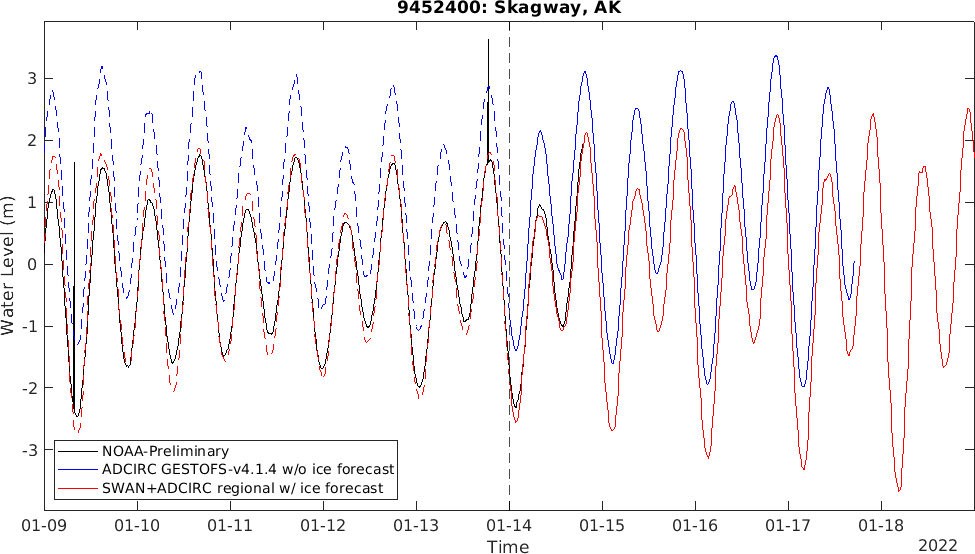 9452400: Skagway, AK
Water Level (m)
3
2
1
0
-1
-2
-3
NOAA-Preliminary
ADCIRC GESTOFS-v4.1.4 w/o ice forecast
SWAN+ADCIRC regional w/ ice forecast
01-09 01-10 01-11 01-12 01-13 01-14 01-15 01-16 01-17 01-18
Time
2022